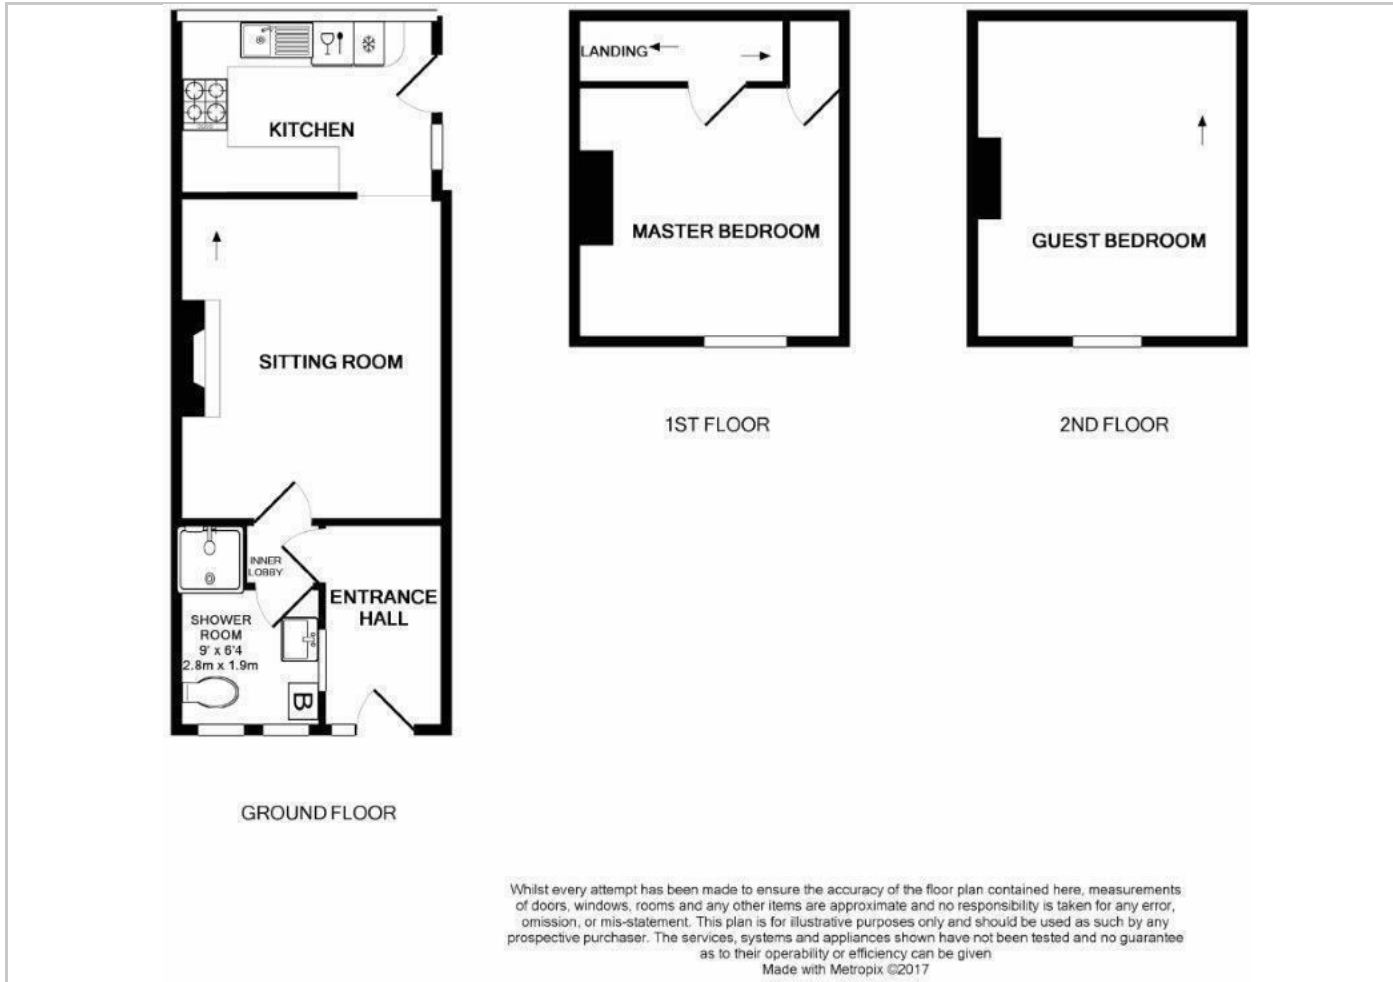 KITCHEN
SITTING ROOM
INNER
LOBBY
ENTRANCE
HALL
SHOWER
ROOM
9' x 6'4
2.8m x 1.9m
B
GROUND FLOOR
LANDING
MASTER BEDROOM
1ST FLOOR
GUEST BEDROOM
2ND FLOOR
Whilst every attempt has been made to ensure the accuracy of the floor plan contained here, measurements
of doors, windows, rooms and any other items are approximate and no responsibility is taken for any error,
omission, or mis-statement. This plan is for illustrative purposes only and should be used as such by any
prospective purchaser. The services, systems and appliances shown have not been tested and no guarantee
as to their operability or efficiency can be given
Made with Metropix ©2017